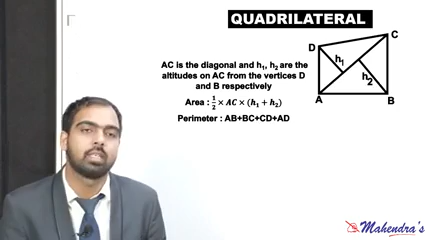 QUADRILATERAL
AC is the diagonal and h₁, h₂ are the
altitudes on AC from the vertices D
and B respectively
Area : ½ × AC × (h₁ + h₂)
Perimeter : AB+BC+CD+AD
D
C
h₁
h₂
A
B
Mahendra's